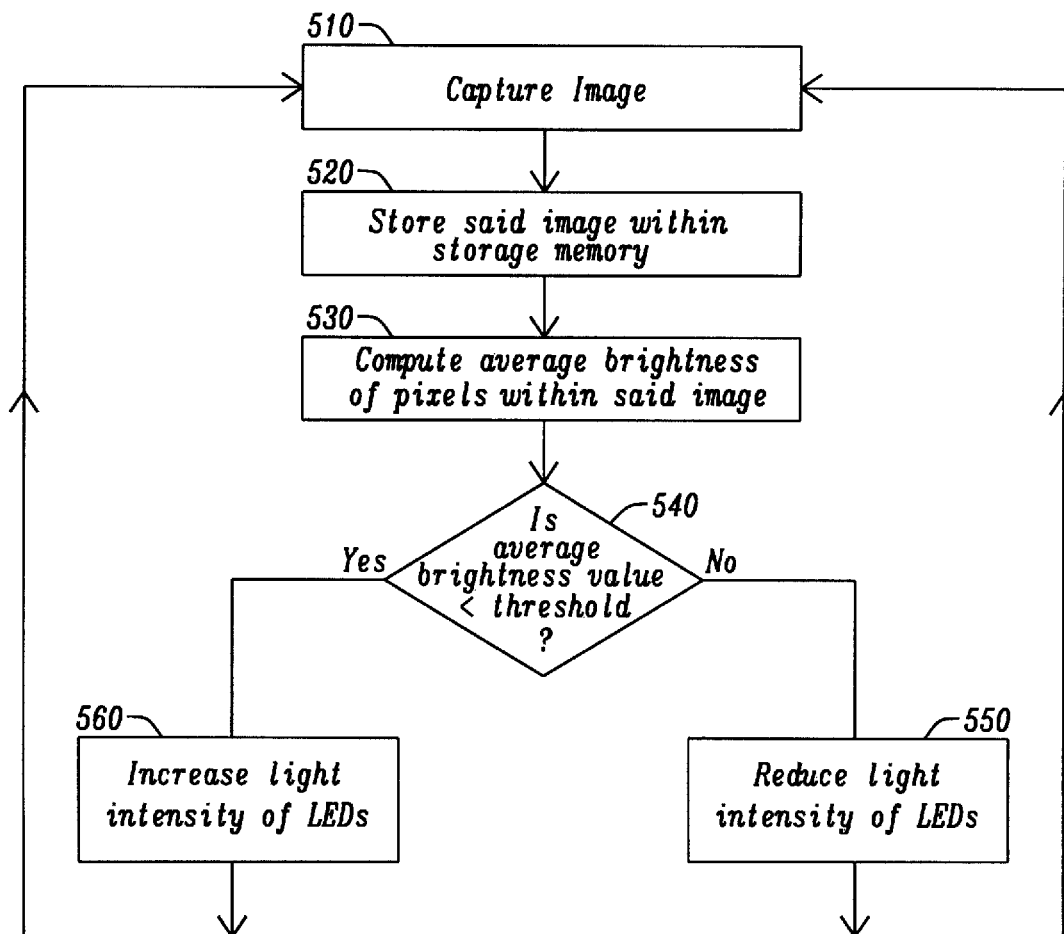 510
Capture Image
520
Store said image within
storage memory
530
Compute average brightness
of pixels within said image
540
Is
average
brightness value
< threshold
?
Yes
No
560
Increase light
intensity of LEDs
550
Reduce light
intensity of LEDs